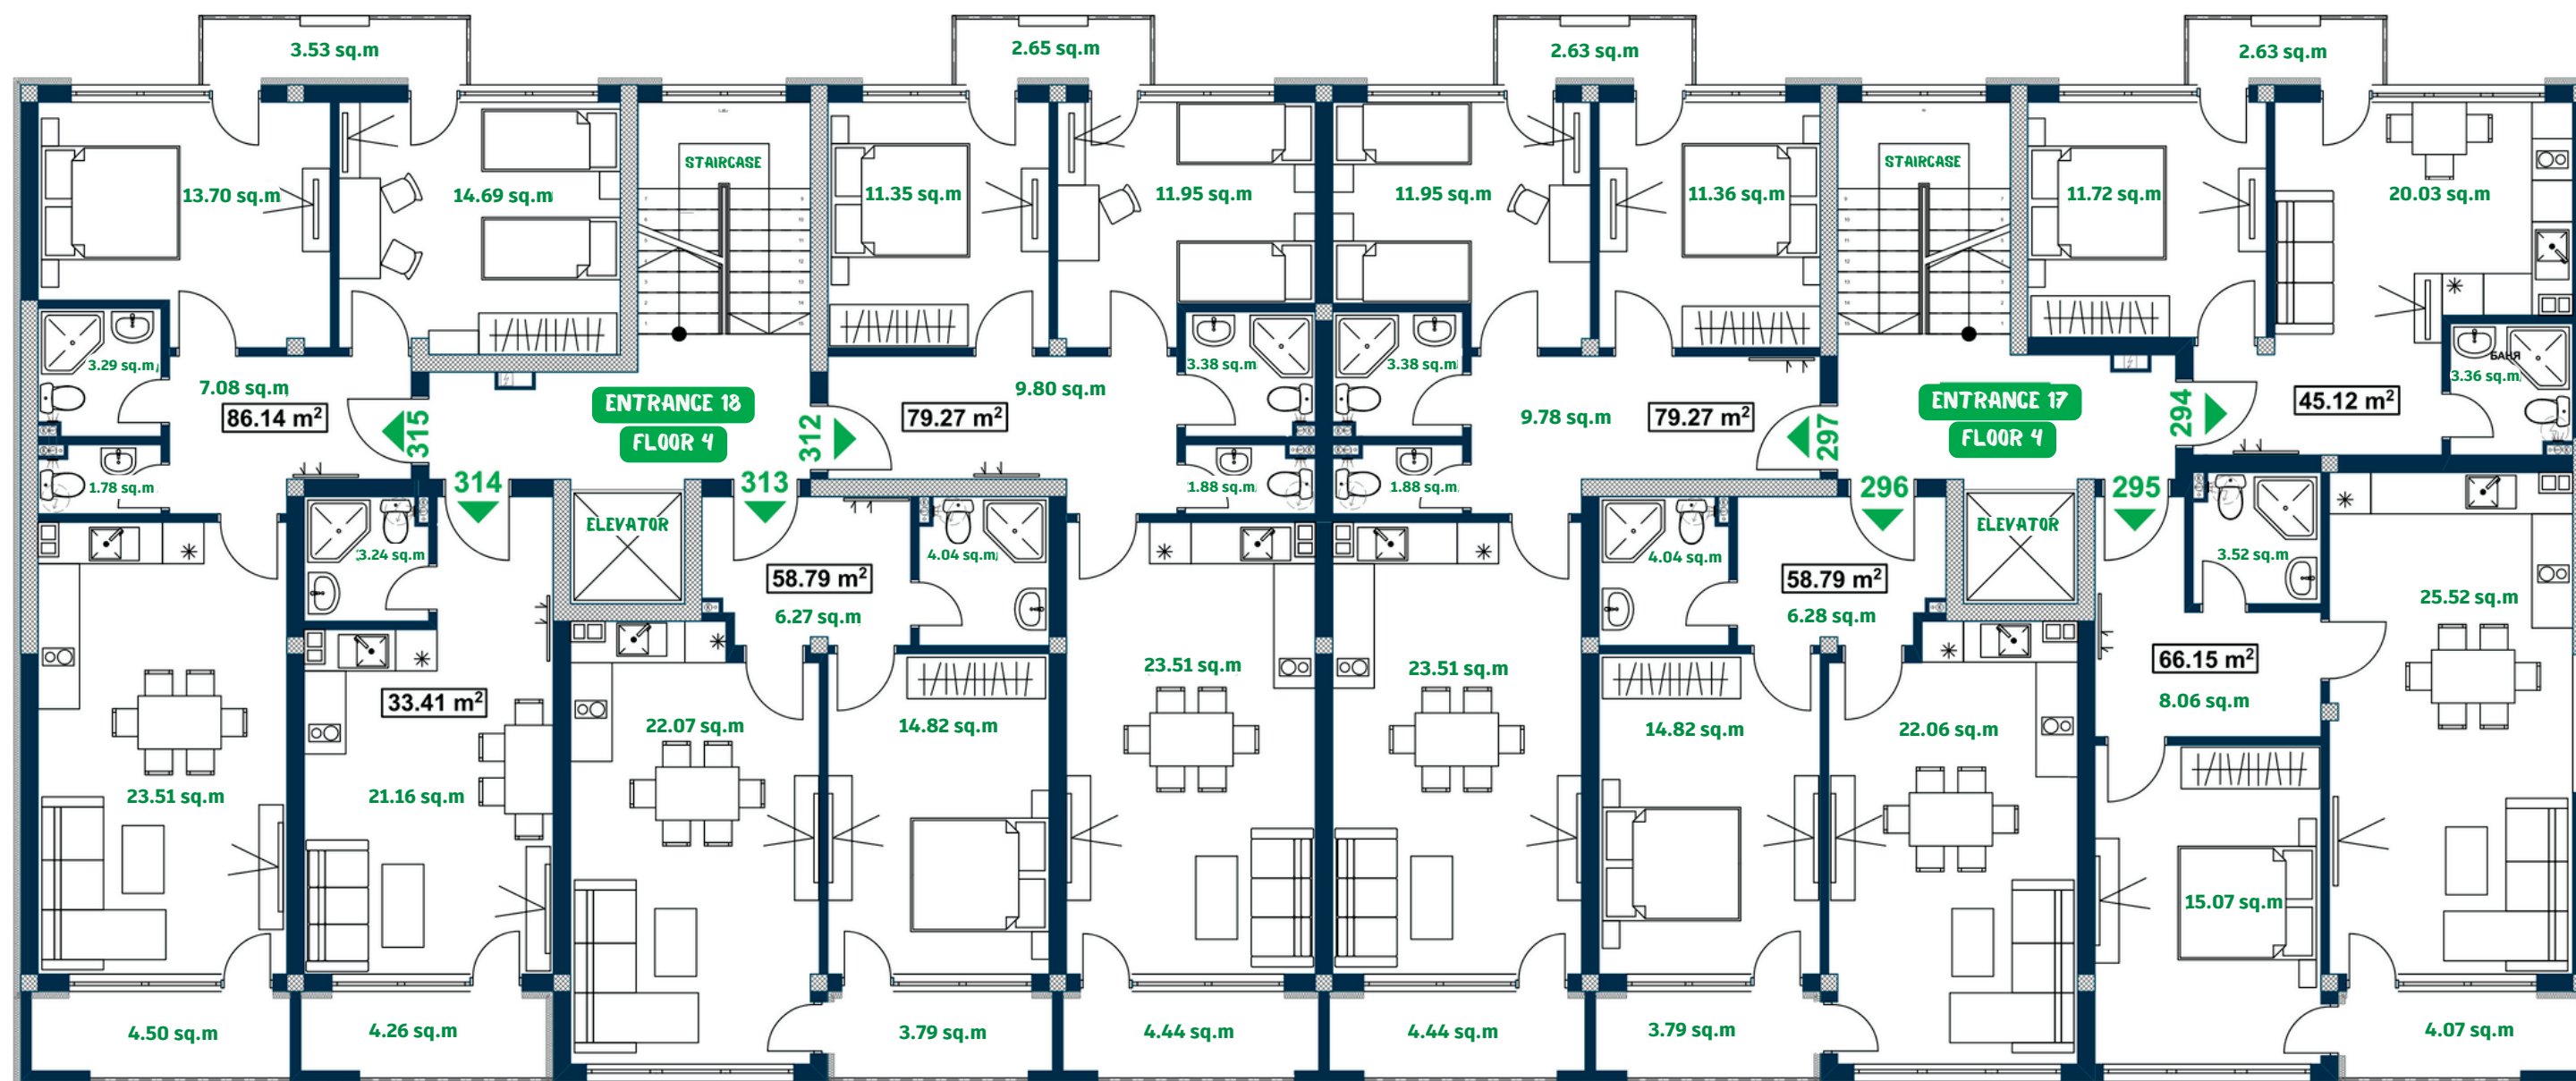 3.53 sq.m
2.65 sq.m
2.63 sq.m
2.63 sq.m
STAIRCASE
STAIRCASE
13.70 sq.m
14.69 sq.m
11.35 sq.m
11.95 sq.m
11.95 sq.m
11.36 sq.m
11.72 sq.m
20.03 sq.m
3.29 sq.m
7.08 sq.m
86.14 m²
315
ENTRANCE 18
FLOOR 4
312
79.27 m²
9.80 sq.m
3.38 sq.m
3.38 sq.m
9.78 sq.m
79.27 m²
297
ENTRANCE 17
FLOOR 4
294
45.12 m²
БАНЯ
3.36 sq.m
1.78 sq.m
314
313
1.88 sq.m
1.88 sq.m
296
295
3.24 sq.m
ELEVATOR
58.79 m²
6.27 sq.m
4.04 sq.m
4.04 sq.m
58.79 m²
6.28 sq.m
ELEVATOR
3.52 sq.m
25.52 sq.m
33.41 m²
23.51 sq.m
23.51 sq.m
66.15 m²
8.06 sq.m
22.07 sq.m
14.82 sq.m
14.82 sq.m
22.06 sq.m
23.51 sq.m
21.16 sq.m
15.07 sq.m
4.50 sq.m
4.26 sq.m
3.79 sq.m
4.44 sq.m
4.44 sq.m
3.79 sq.m
4.07 sq.m